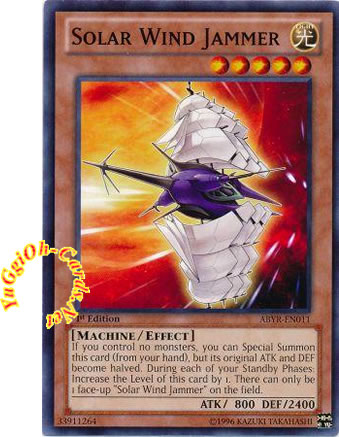 Solar Wind Jammer
LIGHT
光
YuGgiOh-Cards.Net
1st Edition
ABYR-EN011
[Machine / Effect]
If you control no monsters, you can Special Summon
this card (from your hand), but its original ATK and DEF
become halved. During each of your Standby Phases:
Increase the Level of this card by 1. There can only be
1 face-up "Solar Wind Jammer" on the field.
ATK/ 800 DEF/2400
33911264
©1996 KAZUKI TAKAHASHI